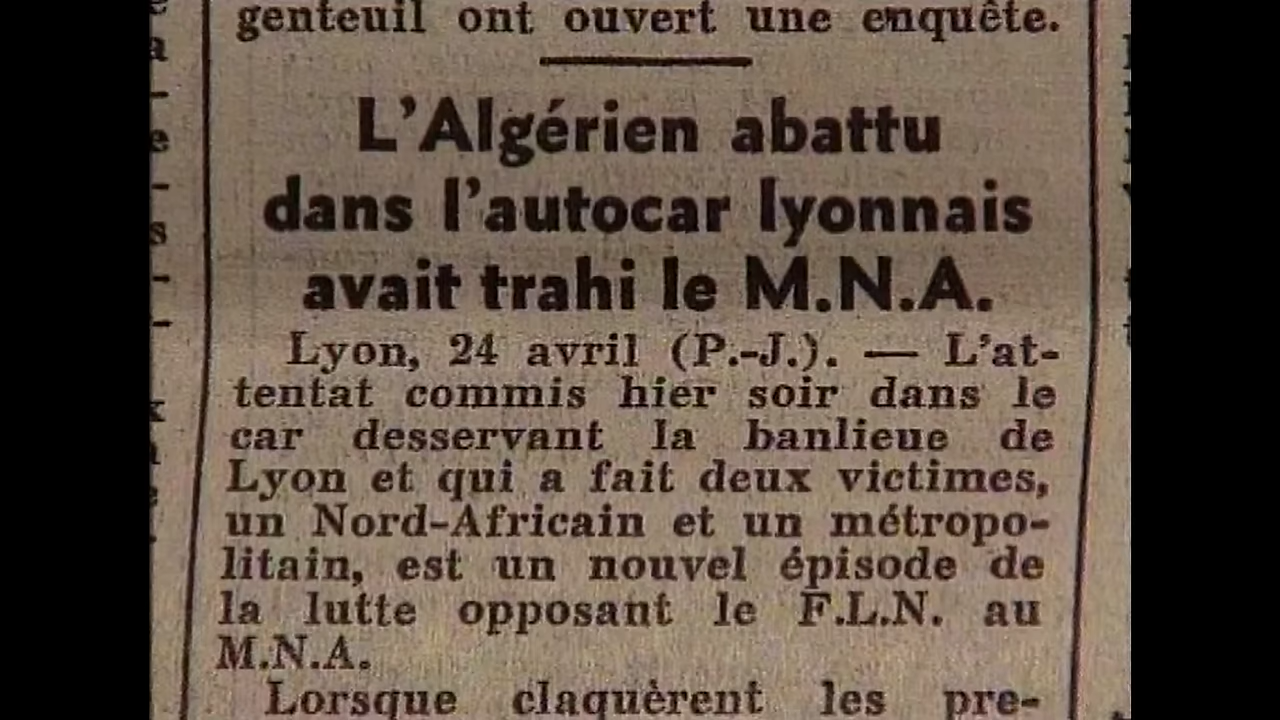 genteuil ont ouvert une enquête.
L'Algérien abattu
dans l'autocar lyonnais
avait trahi le M.N.A.
Lyon, 24 avril (P.-J.). — L'at-
tentat commis hier soir dans le
car desservant la banlieue de
Lyon et qui a fait deux victimes,
un Nord-Africain et un métropo-
litain, est un nouvel épisode de
la lutte opposant le F.L.N. au
M.N.A.
Lorsque claquèrent les pre-